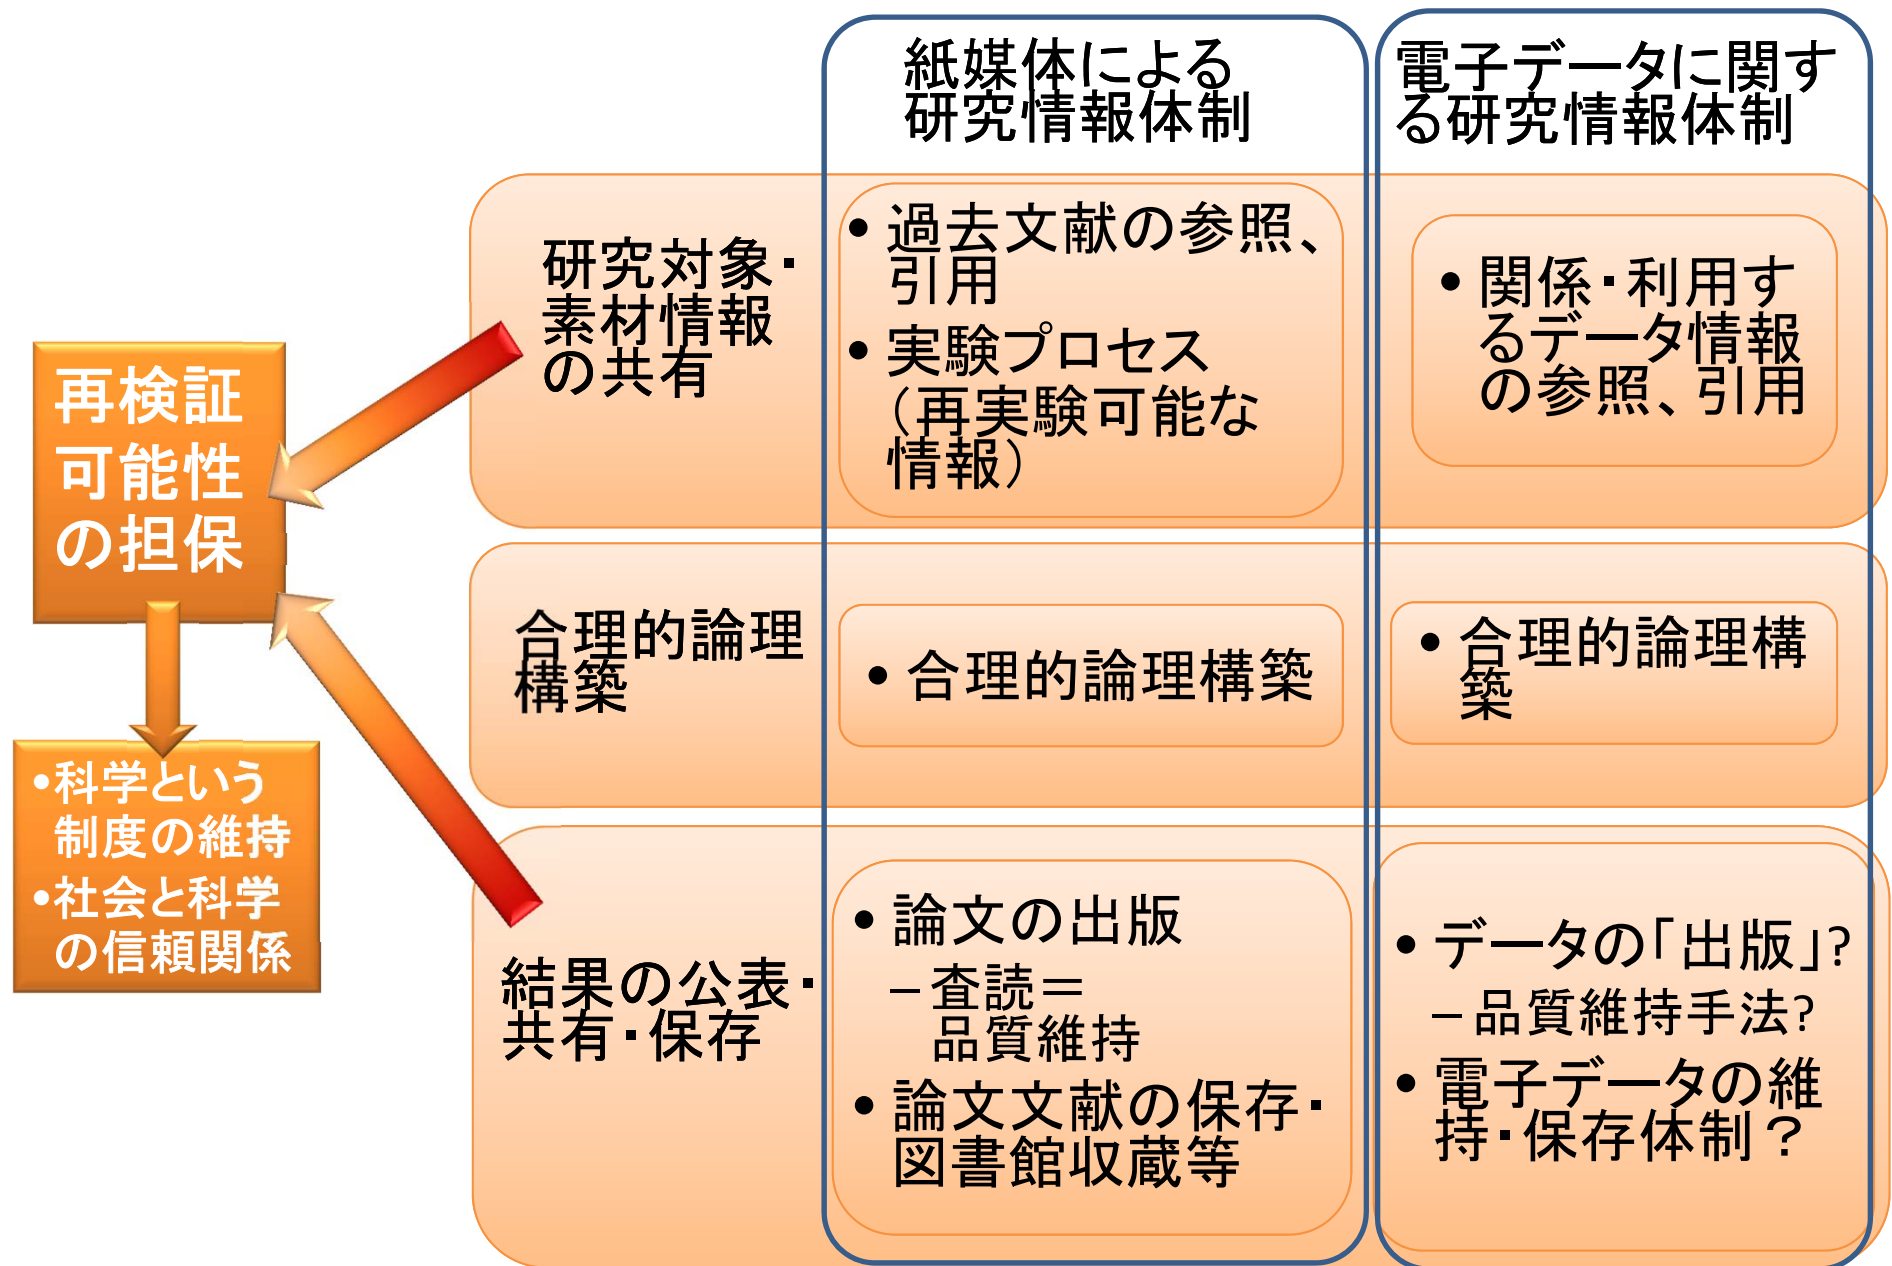 紙媒体による
研究情報体制
電子データに関す
る研究情報体制
研究対象・
素材情報
の共有
• 過去文献の参照、
引用
• 実験プロセス
（再実験可能な
情報）
• 関係・利用す
るデータ情報
の参照、引用
再検証
可能性
の担保
合理的論理
構築
• 合理的論理構築
• 合理的論理構
築
•科学という
制度の維持
•社会と科学
の信頼関係
結果の公表・
共有・保存
• 論文の出版
– 査読＝
品質維持
• 論文文献の保存・
図書館収蔵等
• データの「出版」?
– 品質維持手法?
• 電子データの維
持・保存体制？